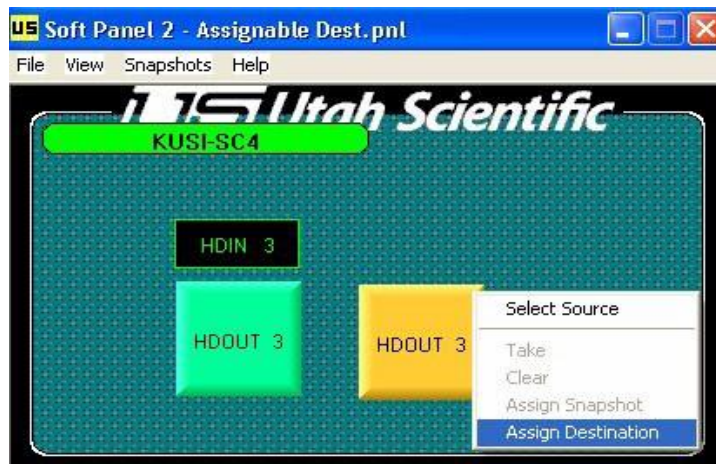 US Soft Panel 2 - Assignable Dest.pnl
File View Snapshots Help
Utah Scientific
KUSI-SC4
HDIN 3
HDOUT 3
HDOUT 3
Select Source
Take
Clear
Assign Snapshot
Assign Destination